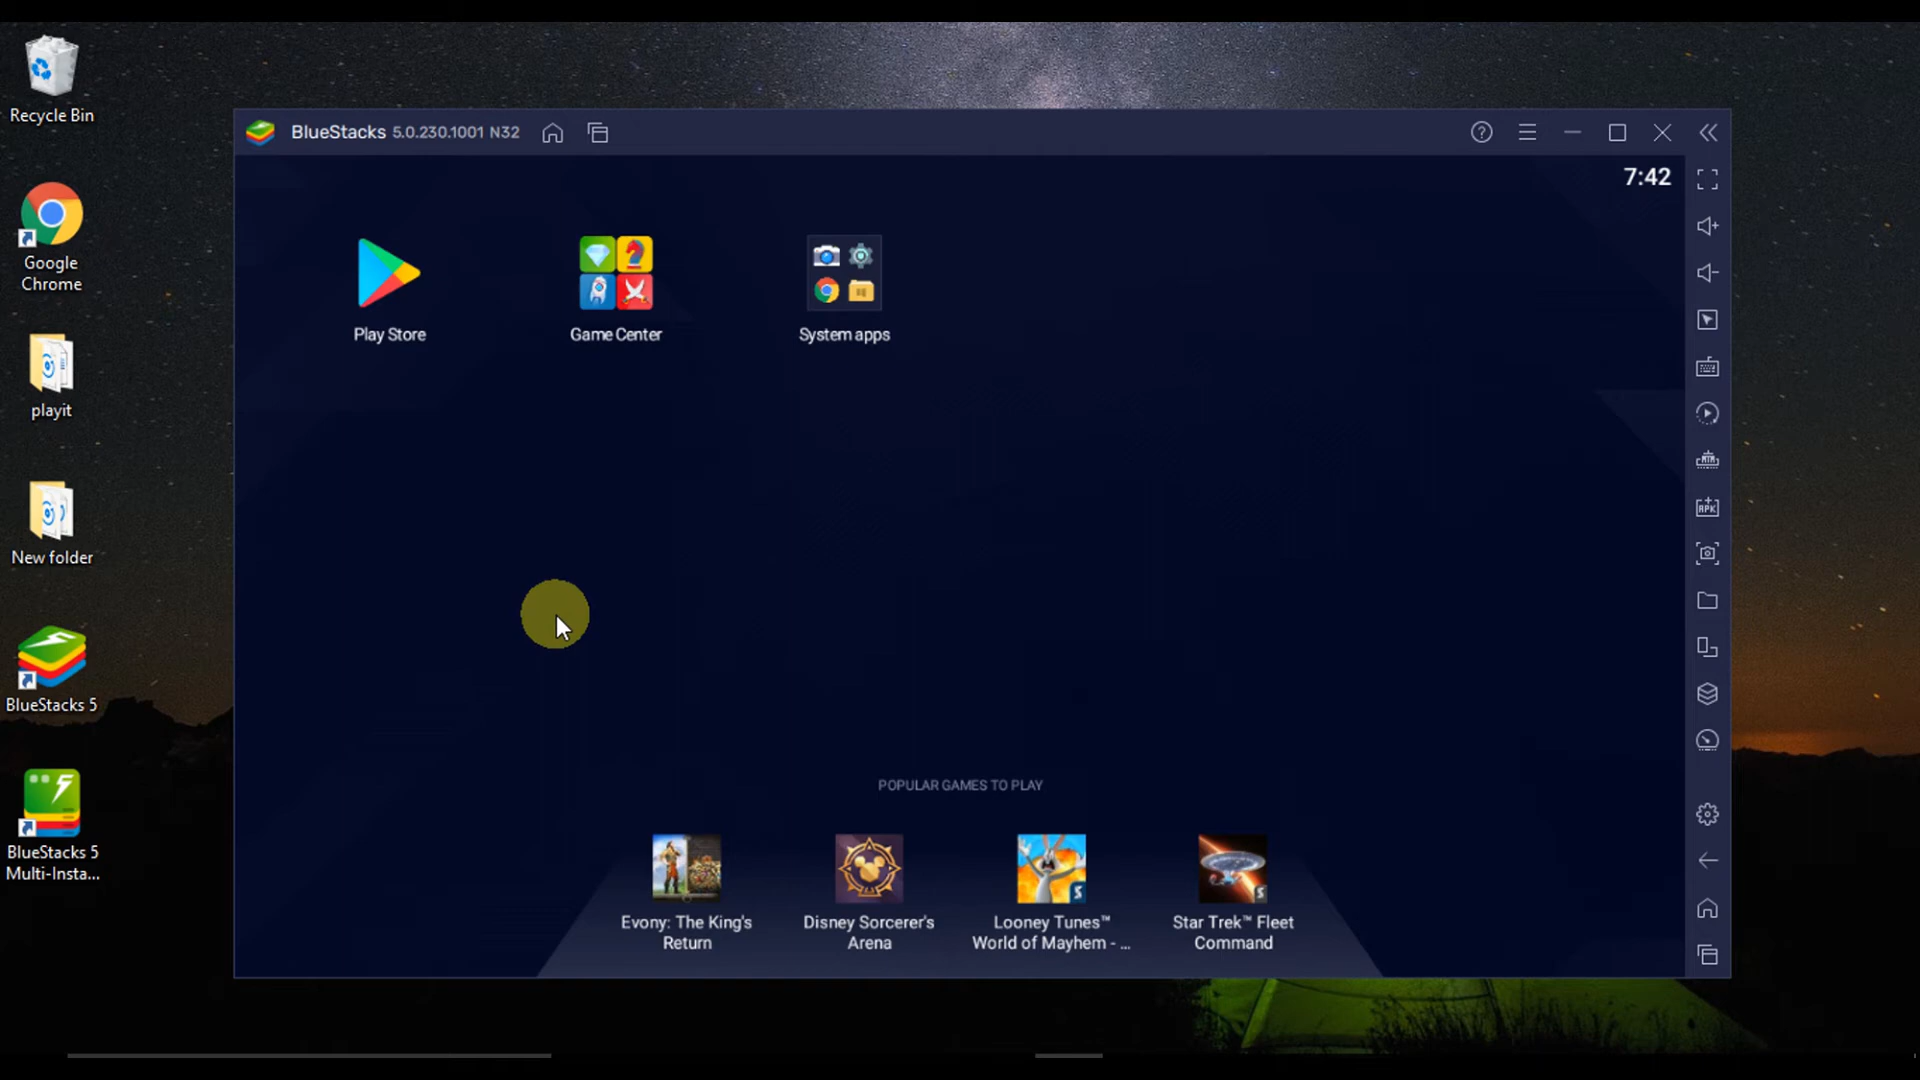 Recycle Bin
Google
Chrome
playit
New folder
BlueStacks 5
BlueStacks 5
Multi-Insta...
BlueStacks 5.0.230.1001 N32
7:42
Play Store
Game Center
System apps
APK
POPULAR GAMES TO PLAY
Evony: The King's
Return
Disney Sorcerer's
Arena
Looney Tunes™
World of Mayhem - ...
Star Trek™ Fleet
Command